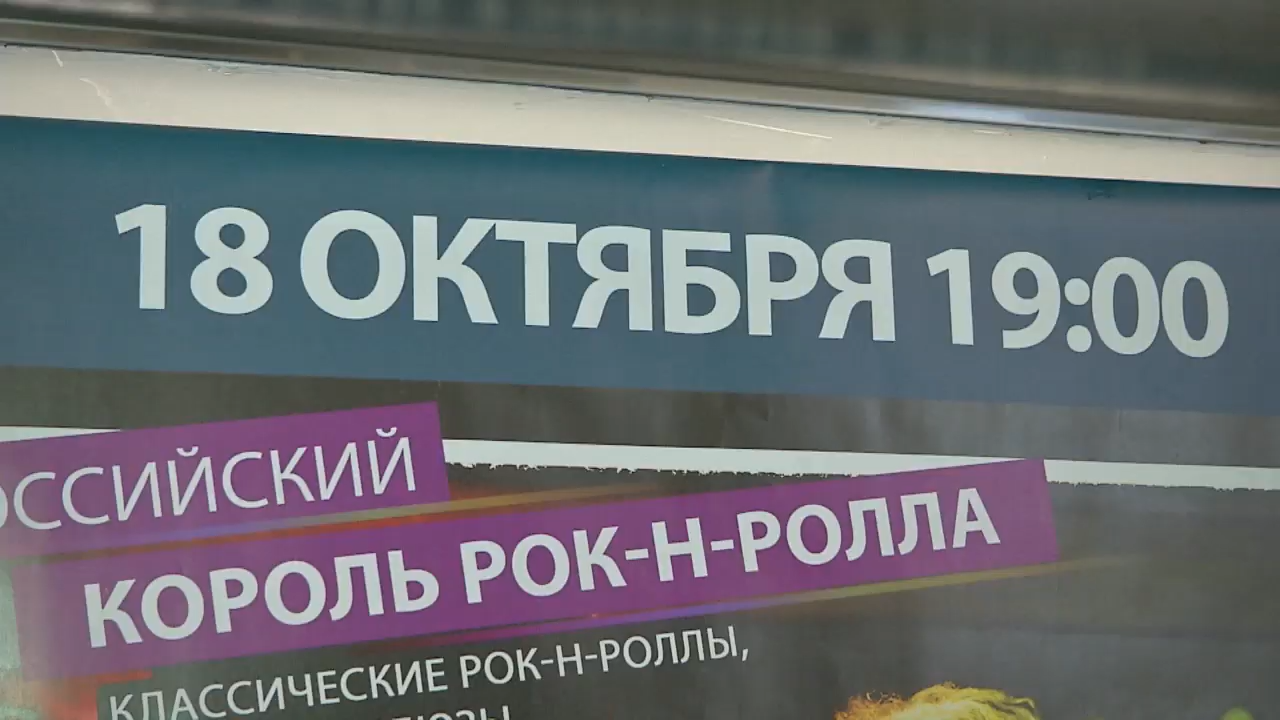 18 ОКТЯБРЯ 19:00
ОССИЙСКИЙ
КОРОЛЬ РОК-Н-РОЛЛА
КЛАССИЧЕСКИЕ РОК-Н-РОЛЛЫ,